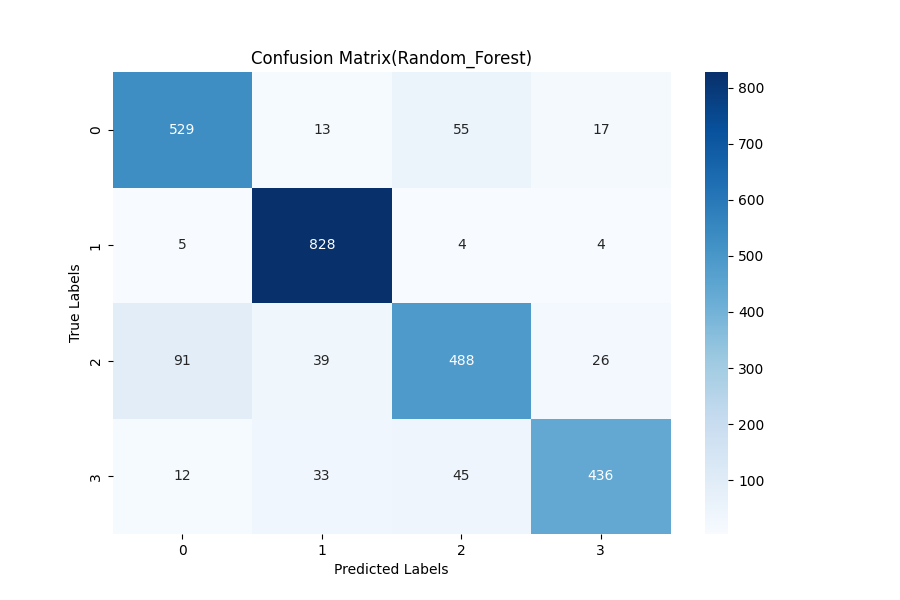 Confusion Matrix(Random_Forest)
0 529 13 55 17
1 5 828 4 4
2 91 39 488 26
3 12 33 45 436
0 1 2 3
True Labels
Predicted Labels
800
700
600
500
400
300
200
100